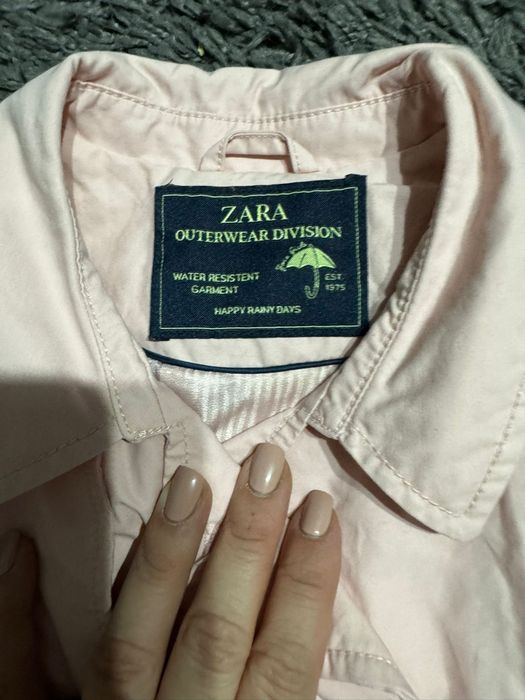 ZARA
OUTERWEAR DIVISION
WATER RESISTENT
GARMENT
EST.
1975
HAPPY RAINY DAYS